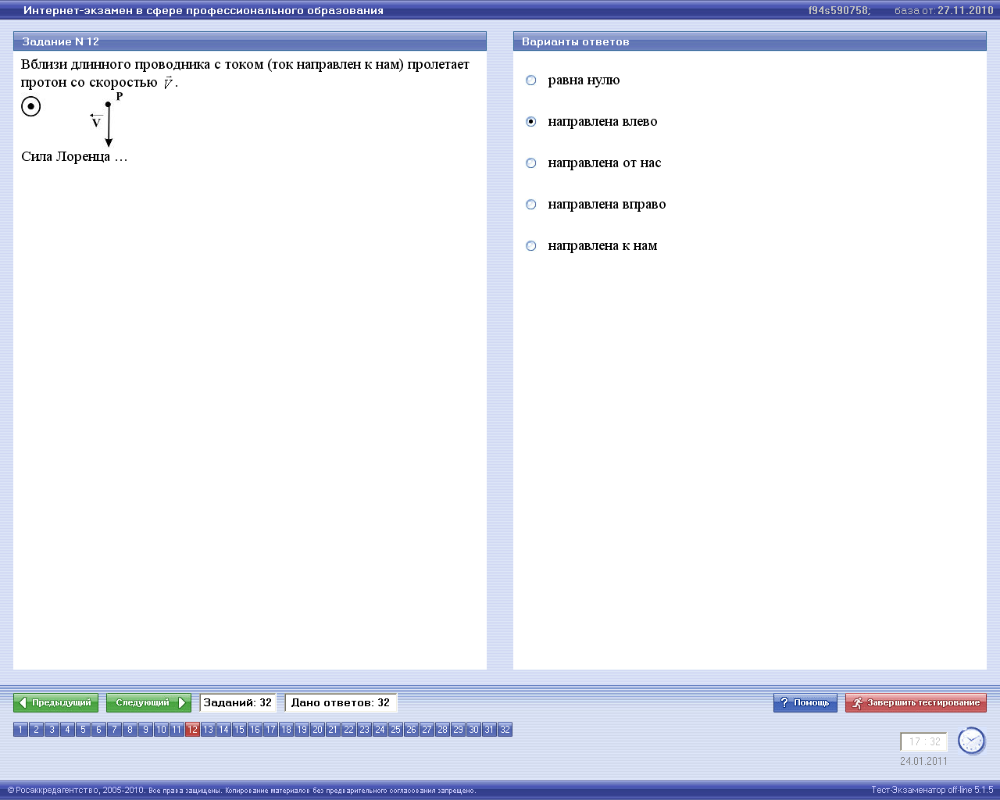 Интернет-экзамен в сфере профессионального образования
f94s590758; база от: 27.11.2010
Задание N 12
Вблизи длинного проводника с током (ток направлен к нам) пролетает
протон со скоростью V⃗ .
P
V
Сила Лоренца …
Варианты ответов
равна нулю
направлена влево
направлена от нас
направлена вправо
направлена к нам
Предыдущий Следующий Заданий: 32 Дано ответов: 32 ? Помощь Завершить тестирование
1 2 3 4 5 6 7 8 9 10 11 12 13 14 15 16 17 18 19 20 21 22 23 24 25 26 27 28 29 30 31 32
17 : 32
24.01.2011
© Росаккредагентство, 2005-2010. Все права защищены. Копирование материалов без предварительного согласования запрещено. Тест-Экзаменатор off-line 5.1.5